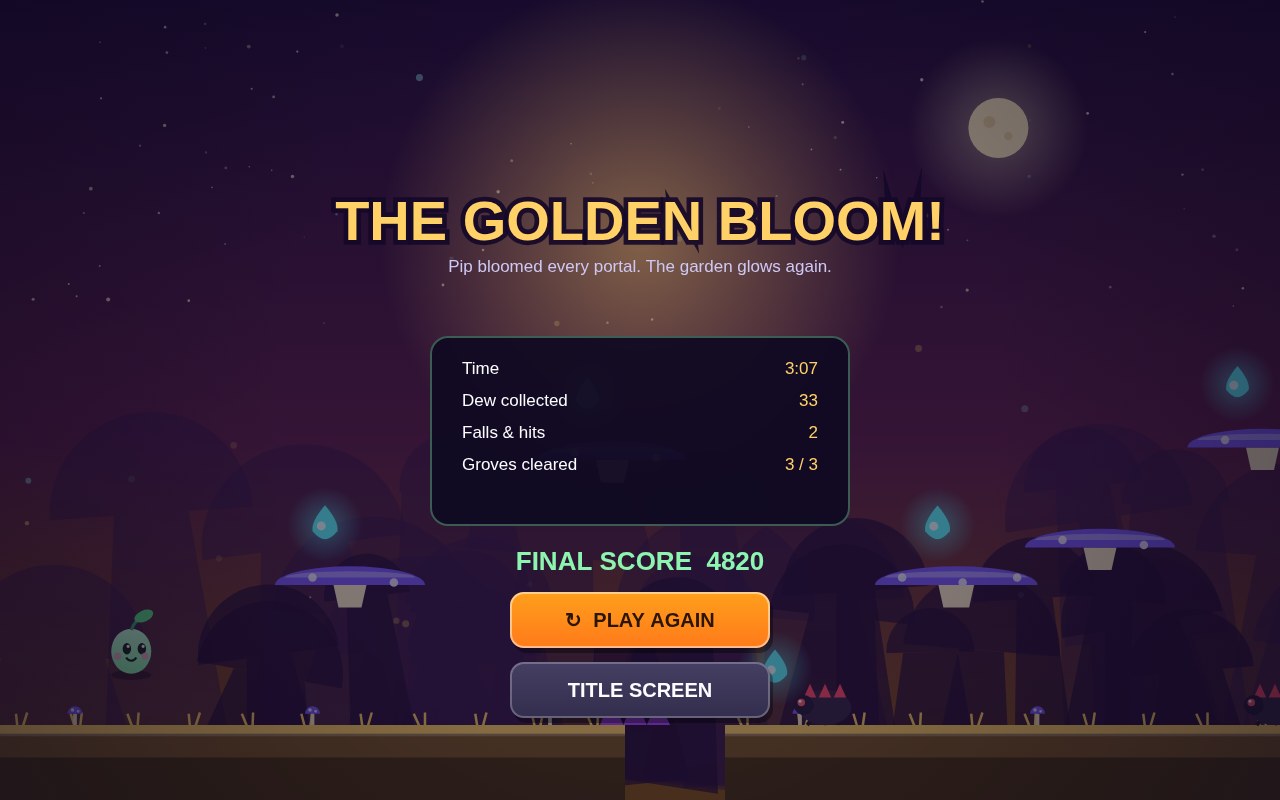 THE GOLDEN BLOOM!
Pip bloomed every portal. The garden glows again.
Time 3:07
Dew collected 33
Falls & hits 2
Groves cleared 3 / 3
FINAL SCORE 4820
↻ PLAY AGAIN
TITLE SCREEN